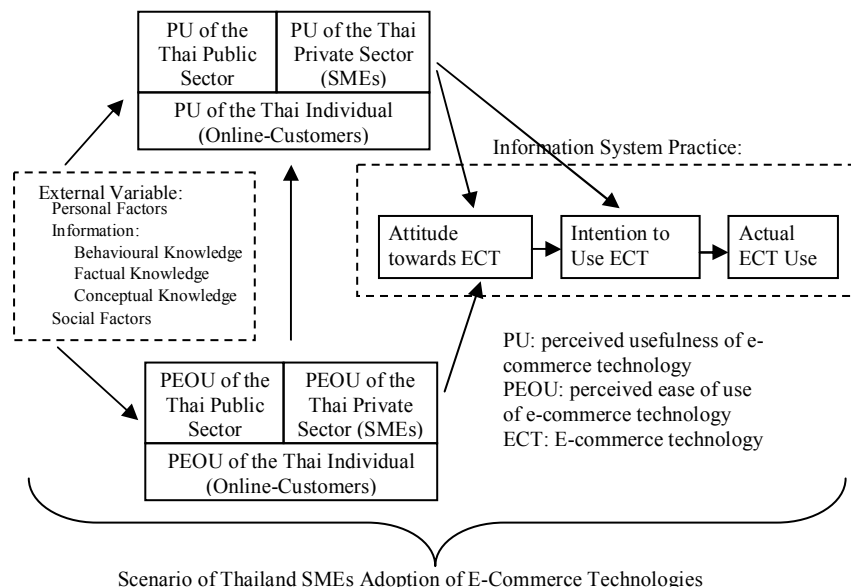 PU of the
Thai Public
Sector
PU of the Thai
Private Sector
(SMEs)
PU of the Thai Individual
(Online-Customers)
Information System Practice:
External Variable:
Personal Factors
Information:
Behavioural Knowledge
Factual Knowledge
Conceptual Knowledge
Social Factors
Attitude
towards ECT
Intention to
Use ECT
Actual
ECT Use
PEOU of the
Thai Public
Sector
PEOU of the
Thai Private
Sector (SMEs)
PEOU of the Thai Individual
(Online-Customers)
PU: perceived usefulness of e-
commerce technology
PEOU: perceived ease of use
of e-commerce technology
ECT: E-commerce technology
Scenario of Thailand SMEs Adoption of E-Commerce Technologies